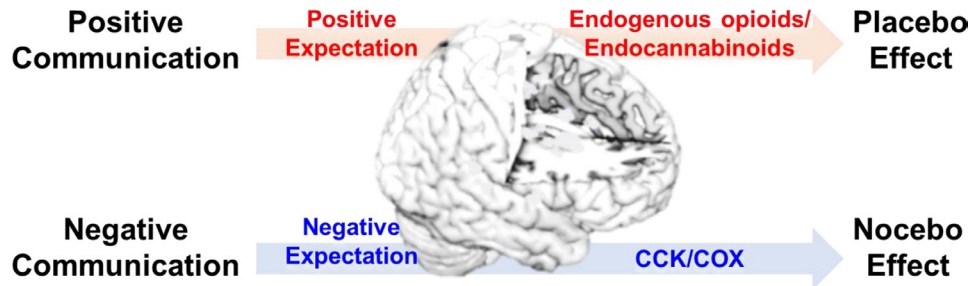 Positive
Communication
Positive
Expectation
Endogenous opioids/
Endocannabinoids
Placebo
Effect
Negative
Communication
Negative
Expectation
CCK/COX
Nocebo
Effect